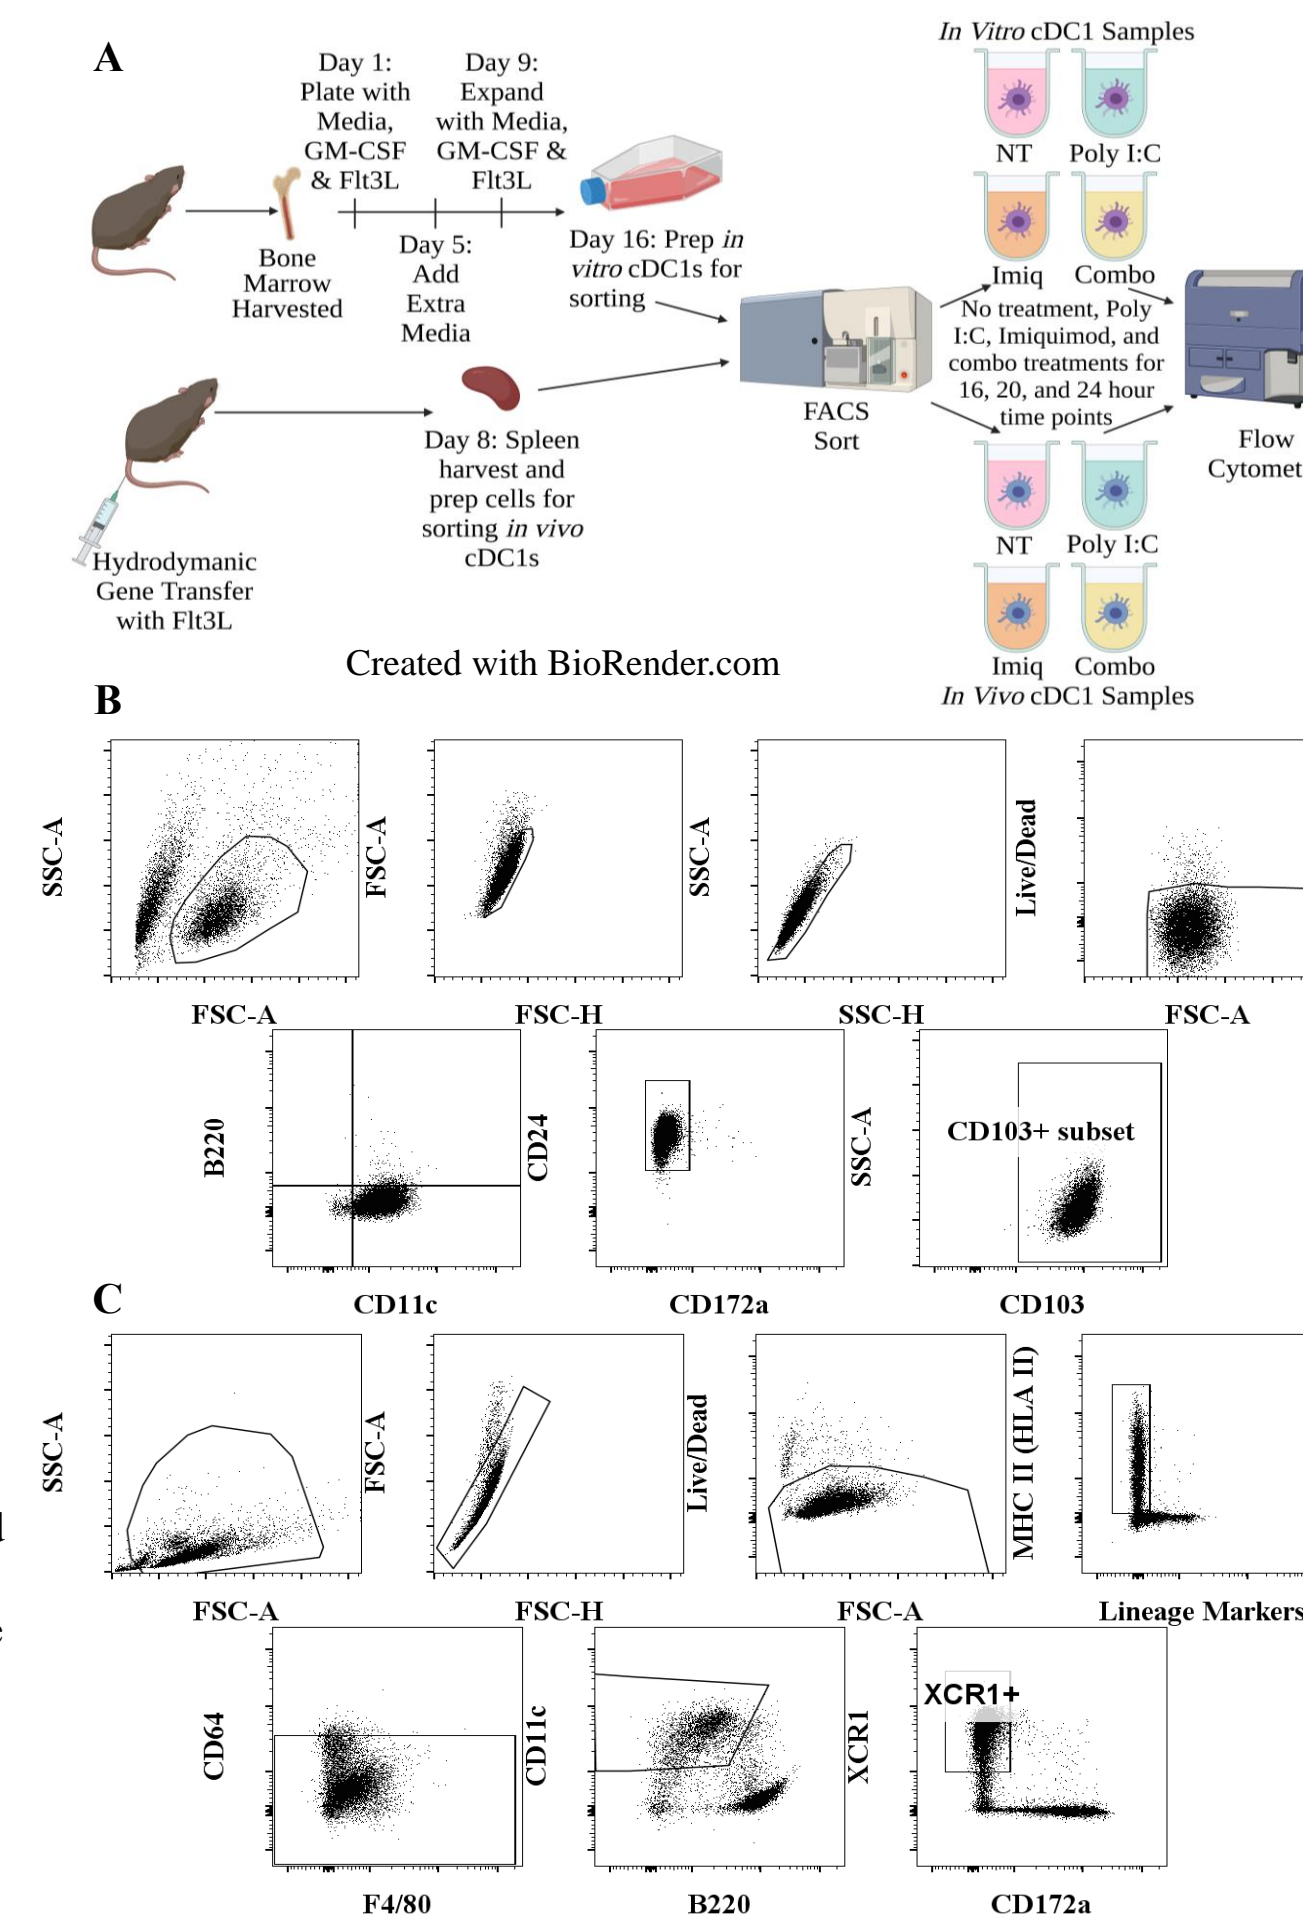 A
Day 1:
Plate with
Media,
GM-CSF
& Flt3L
Day 9:
Expand
with Media,
GM-CSF &
Flt3L
Bone
Marrow
Harvested
Day 5:
Add
Extra
Media
Day 16: Prep in
vitro cDC1s for
sorting
In Vitro cDC1 Samples
NT Poly I:C
Imiq Combo
No treatment, Poly
I:C, Imiquimod, and
combo treatments for
16, 20, and 24 hour
time points
FACS
Sort
Flow
Cytomet
Day 8: Spleen
harvest and
prep cells for
sorting in vivo
cDC1s
Hydrodymanic
Gene Transfer
with Flt3L
NT Poly I:C
Imiq Combo
In Vivo cDC1 Samples
Created with BioRender.com
B
SSC-A
FSC-A
FSC-A
FSC-H
SSC-A
SSC-H
Live/Dead
FSC-A
B220
CD11c
CD24
CD172a
SSC-A
CD103+ subset
CD103
C
SSC-A
FSC-A
FSC-A
FSC-H
Live/Dead
FSC-A
MHC II (HLA II)
Lineage Markers
CD64
F4/80
CD11c
B220
XCR1
XCR1+
CD172a